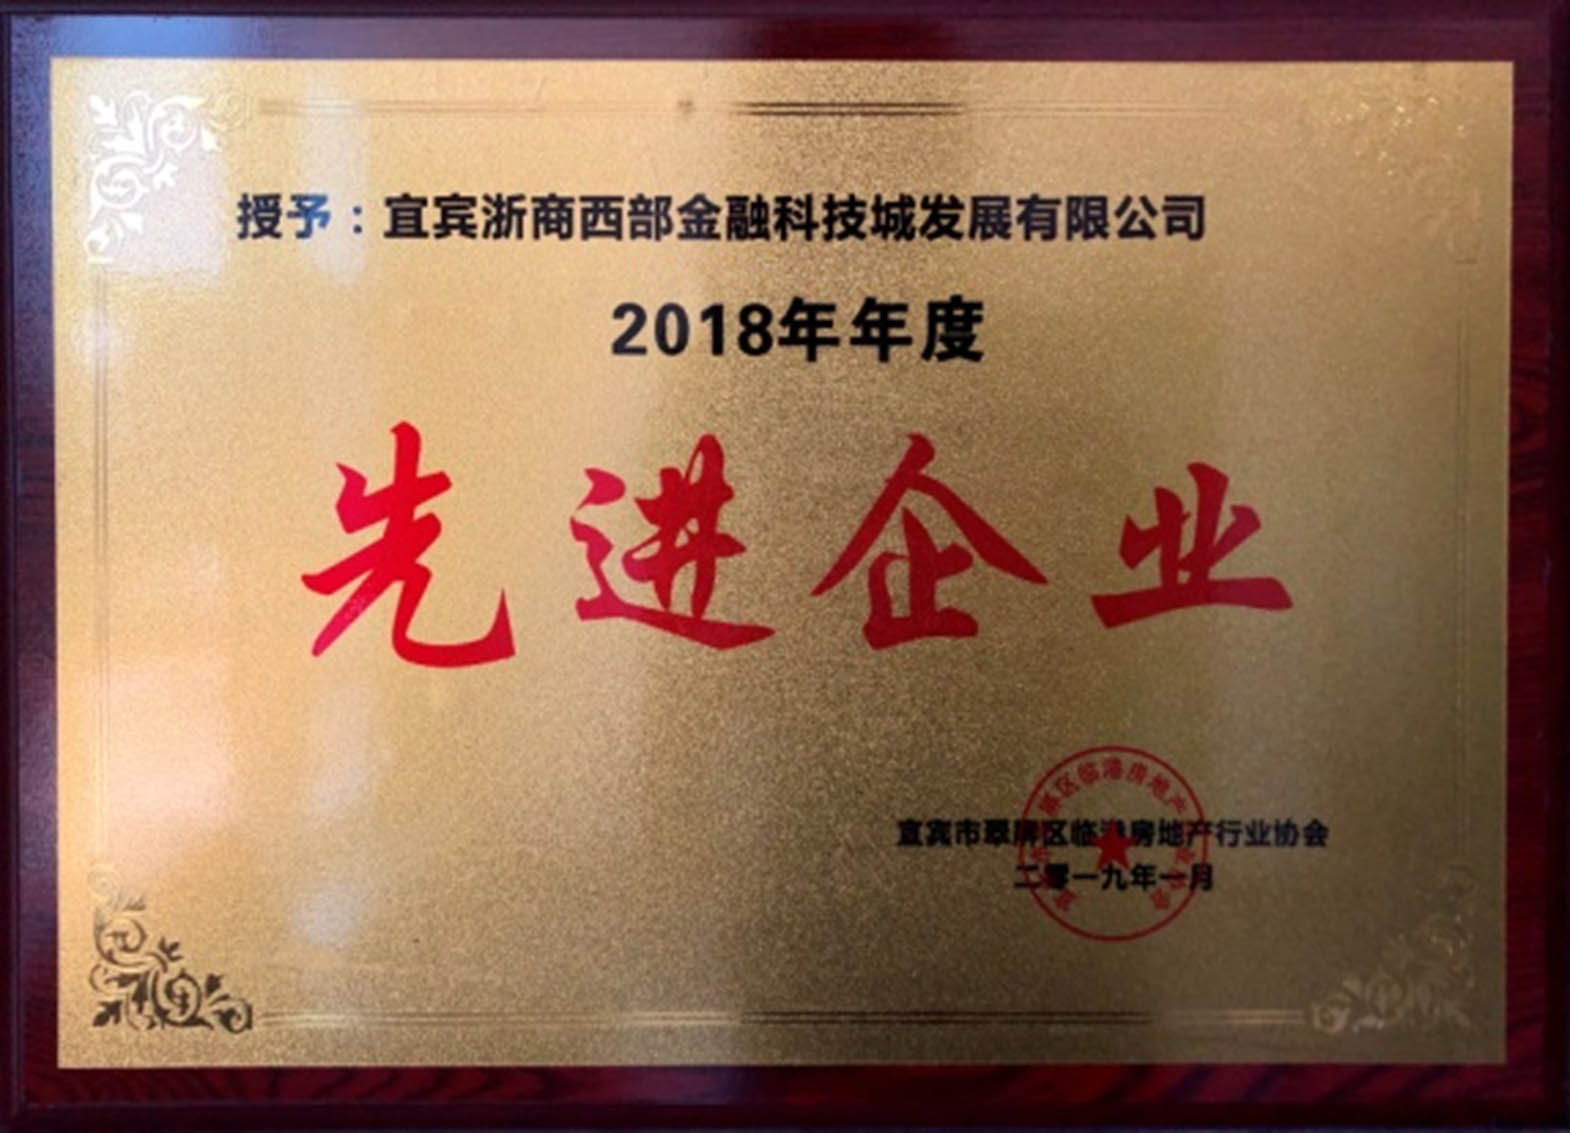 授予：宜宾浙商西部金融科技城发展有限公司
2018年年度
先进企业
宜宾市翠屏区临港房地产行业协会
二零一九年一月